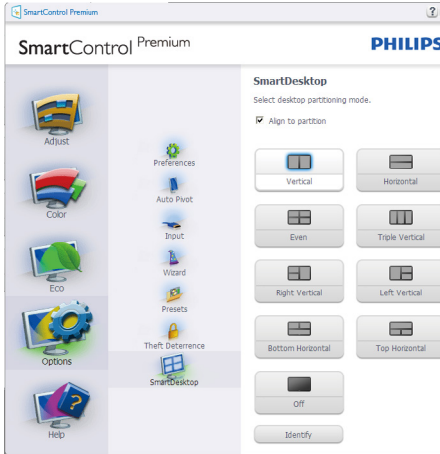 SmartControl Premium
?
SmartControl Premium
PHILIPS
Adjust
Color
Eco
Options
Help
?
Preferences
Auto Pivot
Input
Wizard
Presets
Theft Deterrence
SmartDesktop
SmartDesktop
Select desktop partitioning mode.
Align to partition
Vertical
Horizontal
Even
Triple Vertical
Right Vertical
Left Vertical
Bottom Horizontal
Top Horizontal
Off
Identify